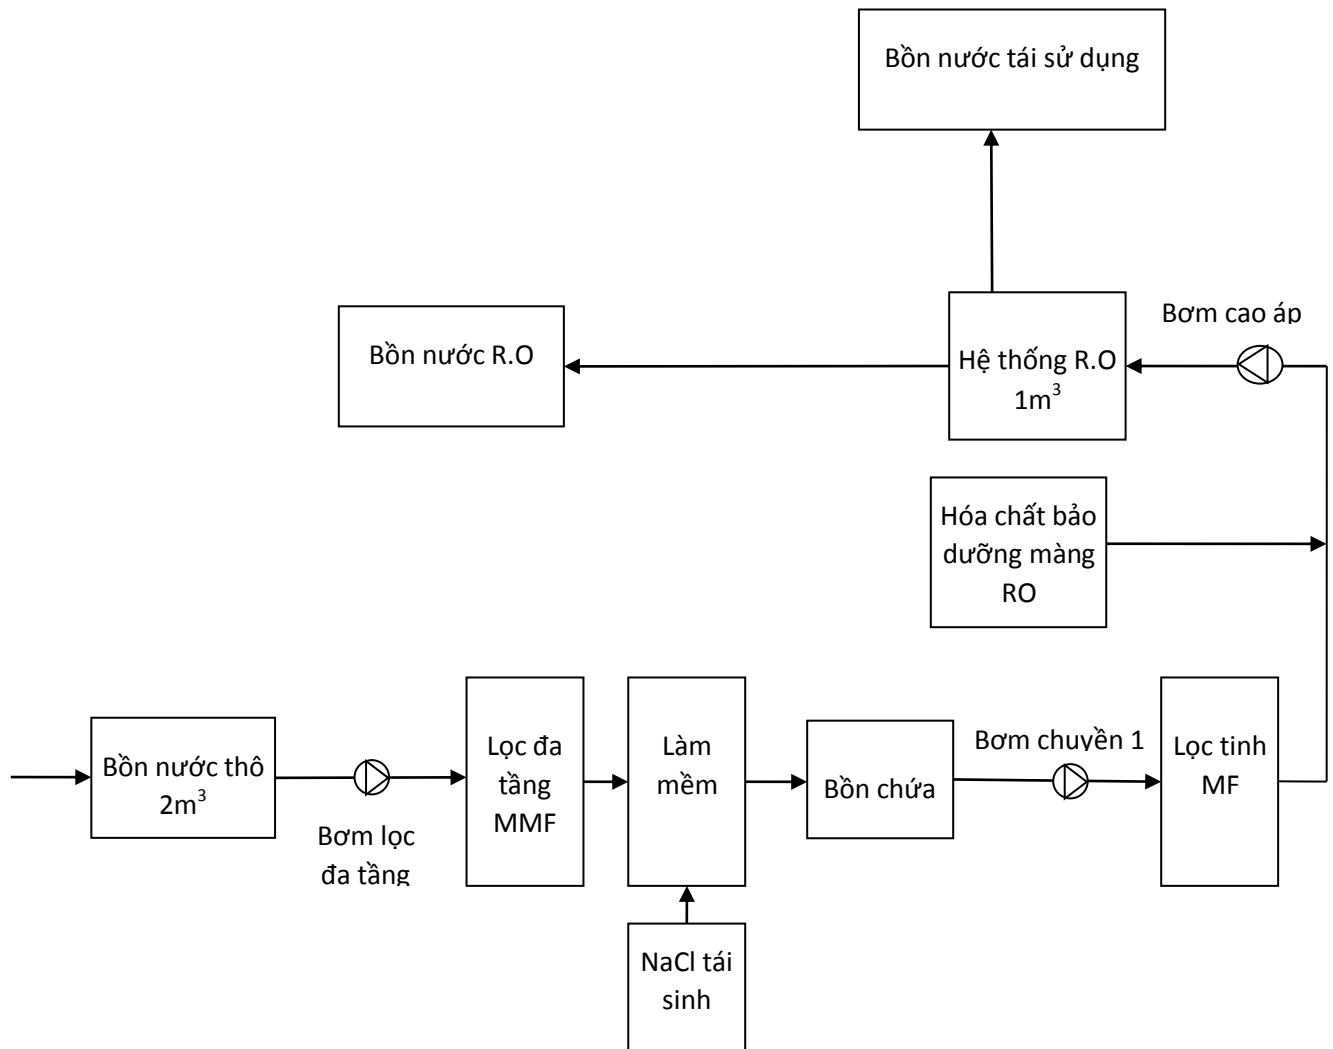 Bồn nước tái sử dụng
Bơm cao áp
Bồn nước R.O
Hệ thống R.O
1m³
Hóa chất bảo
dưỡng màng
RO
Bồn nước thô
2m³
Bơm lọc
đa tầng
Lọc đa
tầng
MMF
Làm
mềm
NaCl tái
sinh
Bồn chứa
Bơm chuyền 1
Lọc tinh
MF